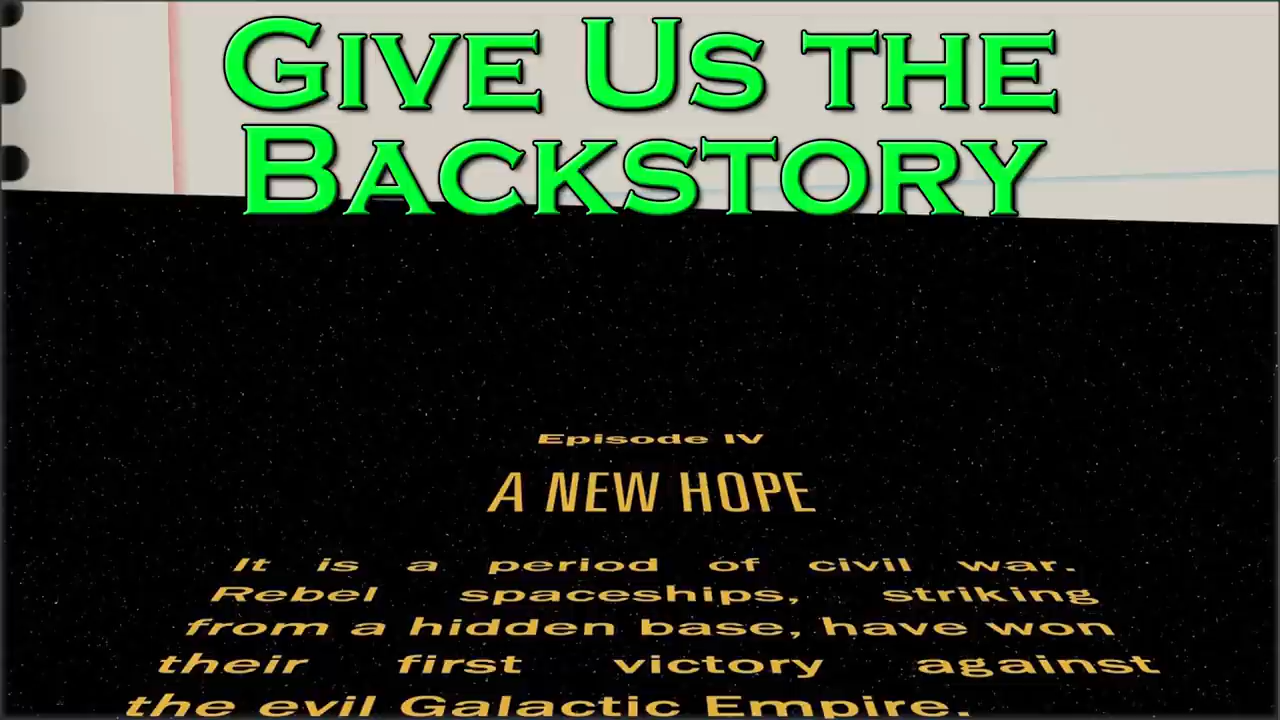 GIVE US THE
BACKSTORY
Episode IV
A NEW HOPE
It is a period of civil war.
Rebel spaceships, striking
from a hidden base, have won
their first victory against
the evil Galactic Empire.